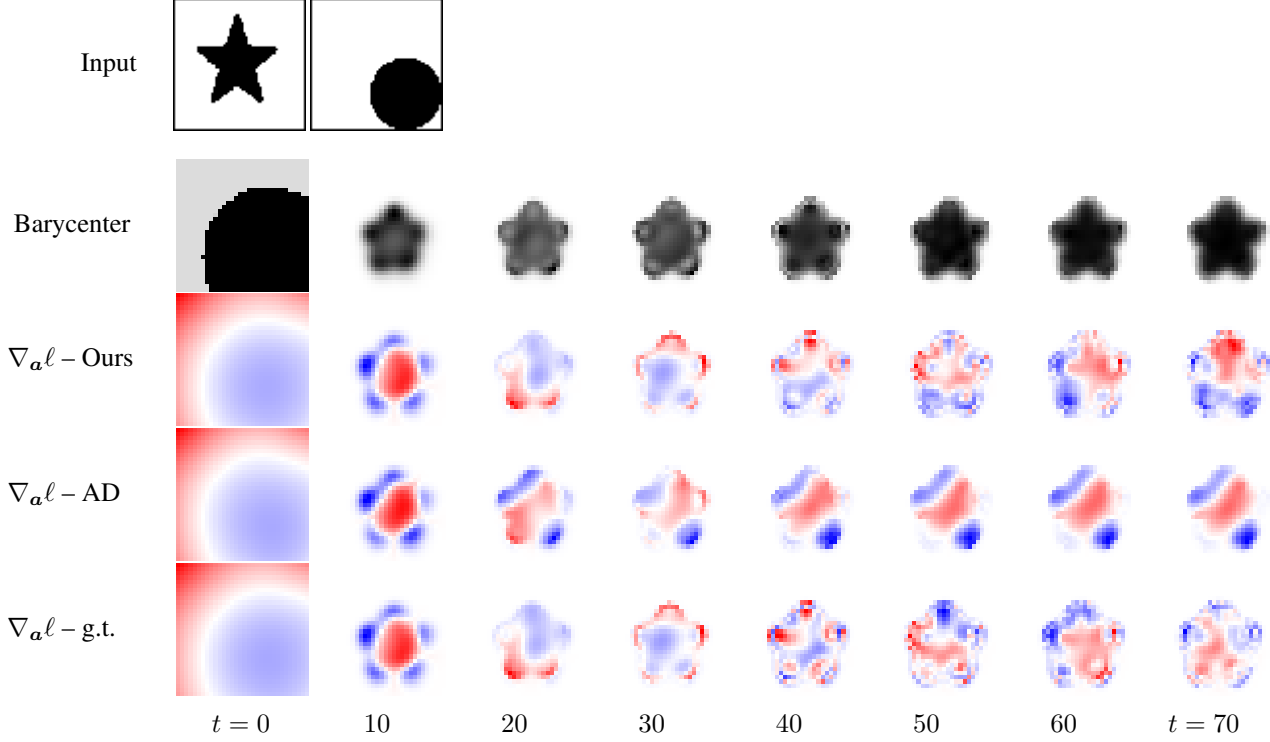 Input
Barycenter
∇ₐℓ – Ours
∇ₐℓ – AD
∇ₐℓ – g.t.
t = 0 10 20 30 40 50 60 t = 70